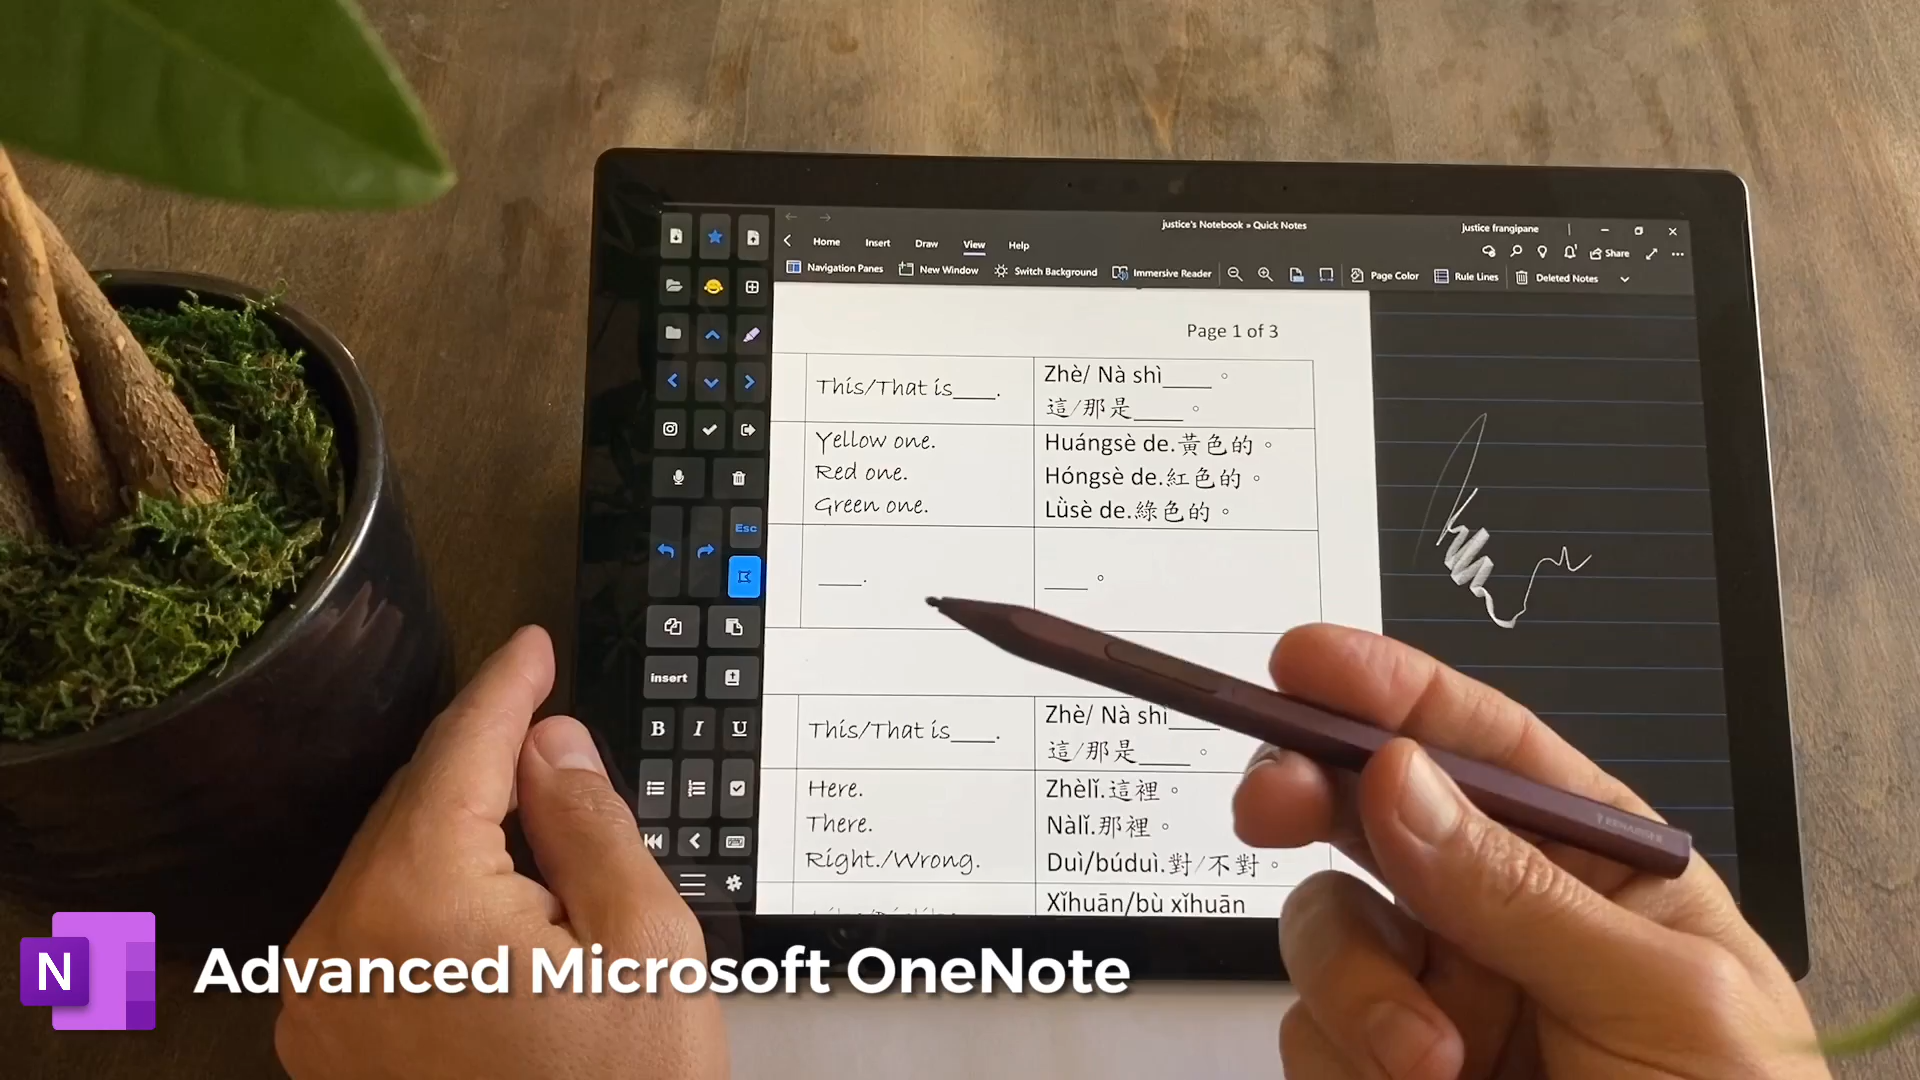 justice's Notebook » Quick Notes
Justice frangipane
Home Insert Draw View Help
Share
Navigation Panes New Window Switch Background Immersive Reader Page Color Rule Lines Deleted Notes
Page 1 of 3
This/That is____.
Zhè/ Nà shì____ 。
這/那是____ 。
Yellow one.
Red one.
Green one.
Huángsè de.黃色的 。
Hóngsè de.紅色的 。
Lǜsè de.綠色的 。
____.
____ 。
This/That is____.
Zhè/ Nà shì____
這/那是____ 。
Here.
There.
Right./Wrong.
Zhèlǐ.這裡 。
Nàlǐ.那裡 。
Duì/búduì.對/不對 。
Xǐhuān/bù xǐhuān
Esc
insert
B I U
N
Advanced Microsoft OneNote